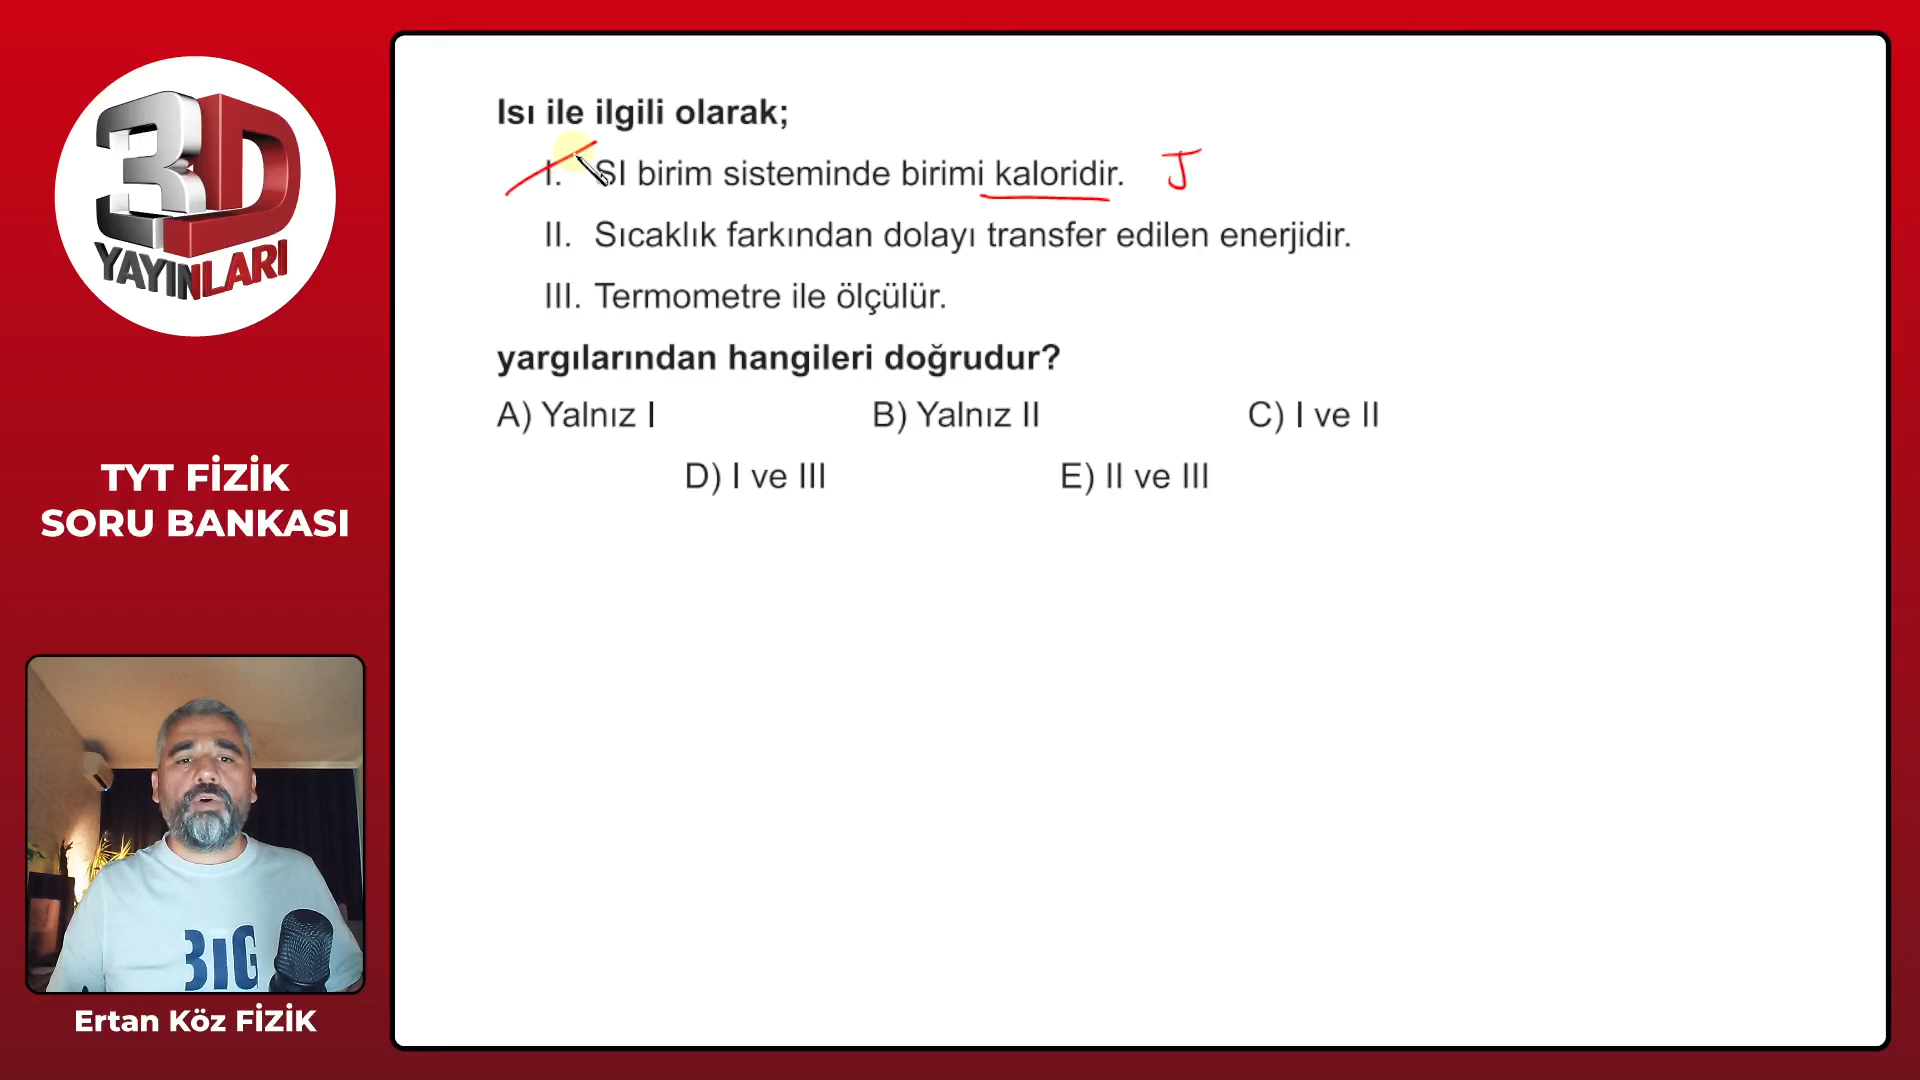 3D
YAYINLARI
TYT FİZİK
SORU BANKASI
BIG
Ertan Köz FİZİK
Isı ile ilgili olarak;
I. SI birim sisteminde birimi kaloridir. J
II. Sıcaklık farkından dolayı transfer edilen enerjidir.
III. Termometre ile ölçülür.
yargılarından hangileri doğrudur?
A) Yalnız I B) Yalnız II C) I ve II
D) I ve III E) II ve III